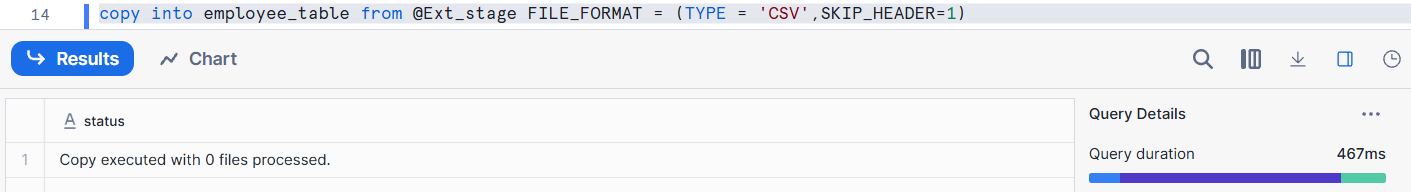 14 copy into employee_table from @Ext_stage FILE_FORMAT = (TYPE = 'CSV',SKIP_HEADER=1)
Results Chart
A status
Query Details
1 Copy executed with 0 files processed.
Query duration 467ms